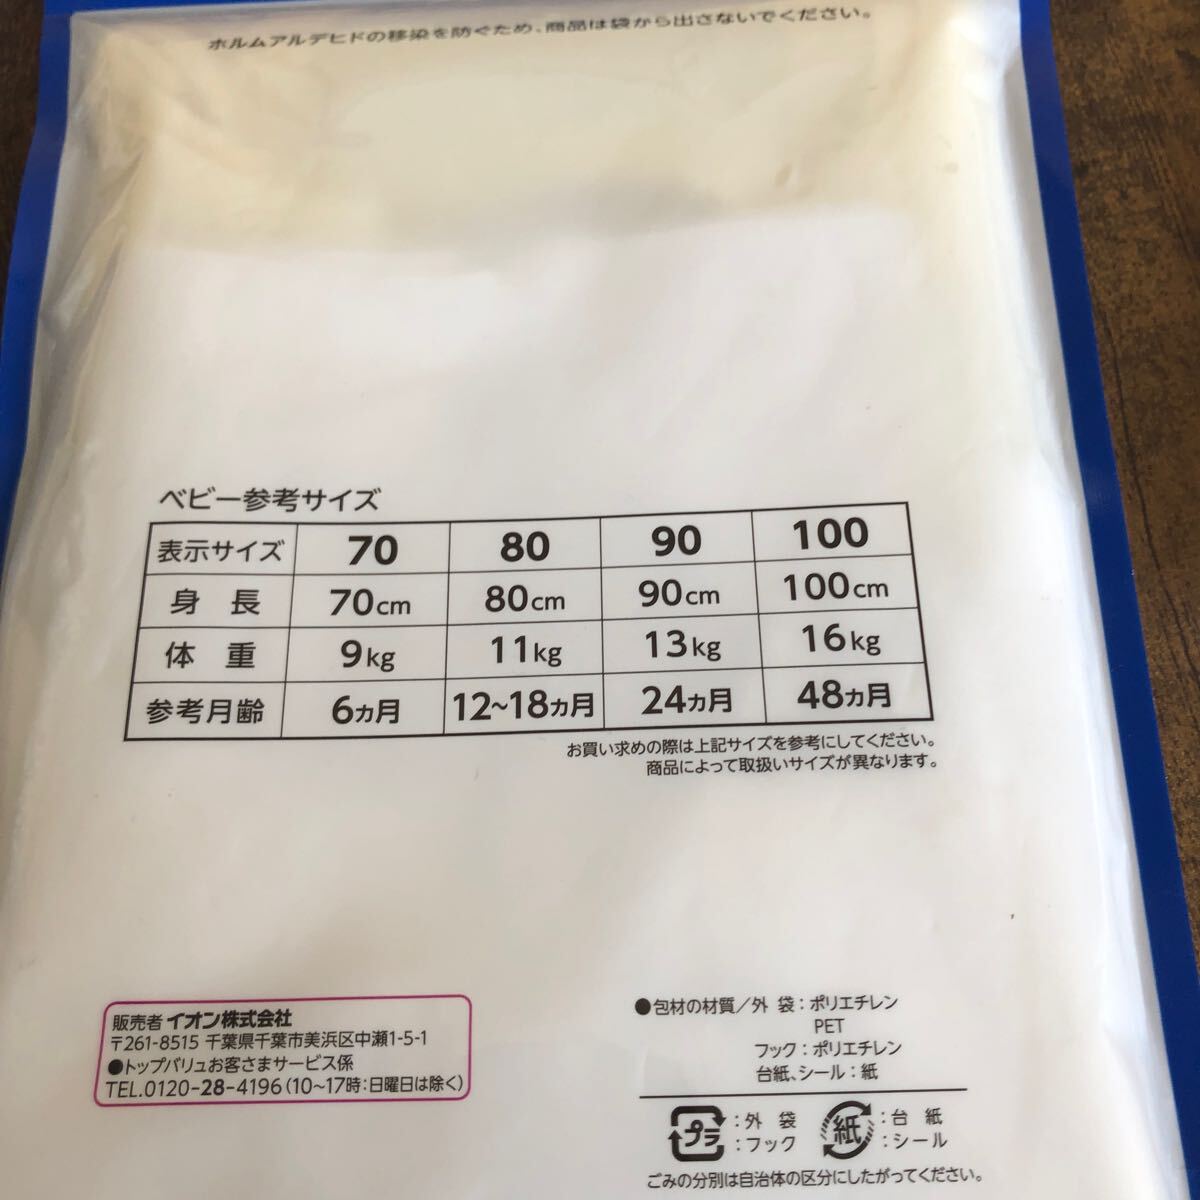 ホルムアルデヒドの移染を防ぐため、商品は袋から出さないでください。
ベビー参考サイズ
表示サイズ 70 80 90 100
身長 70cm 80cm 90cm 100cm
体重 9kg 11kg 13kg 16kg
参考月齢 6カ月 12~18カ月 24カ月 48カ月
お買い求めの際は上記サイズを参考にしてください。
商品によって取扱いサイズが異なります。
販売者 イオン株式会社
〒261-8515 千葉県千葉市美浜区中瀬1-5-1
●トップバリュお客さまサービス係
TEL.0120-28-4196(10~17時:日曜日は除く)
●包材の材質/外 袋:ポリエチレン
PET
フック:ポリエチレン
台紙、シール:紙
プラ :外 袋 紙 :台 紙
:フック :シール
ごみの分別は自治体の区分にしたがってください。